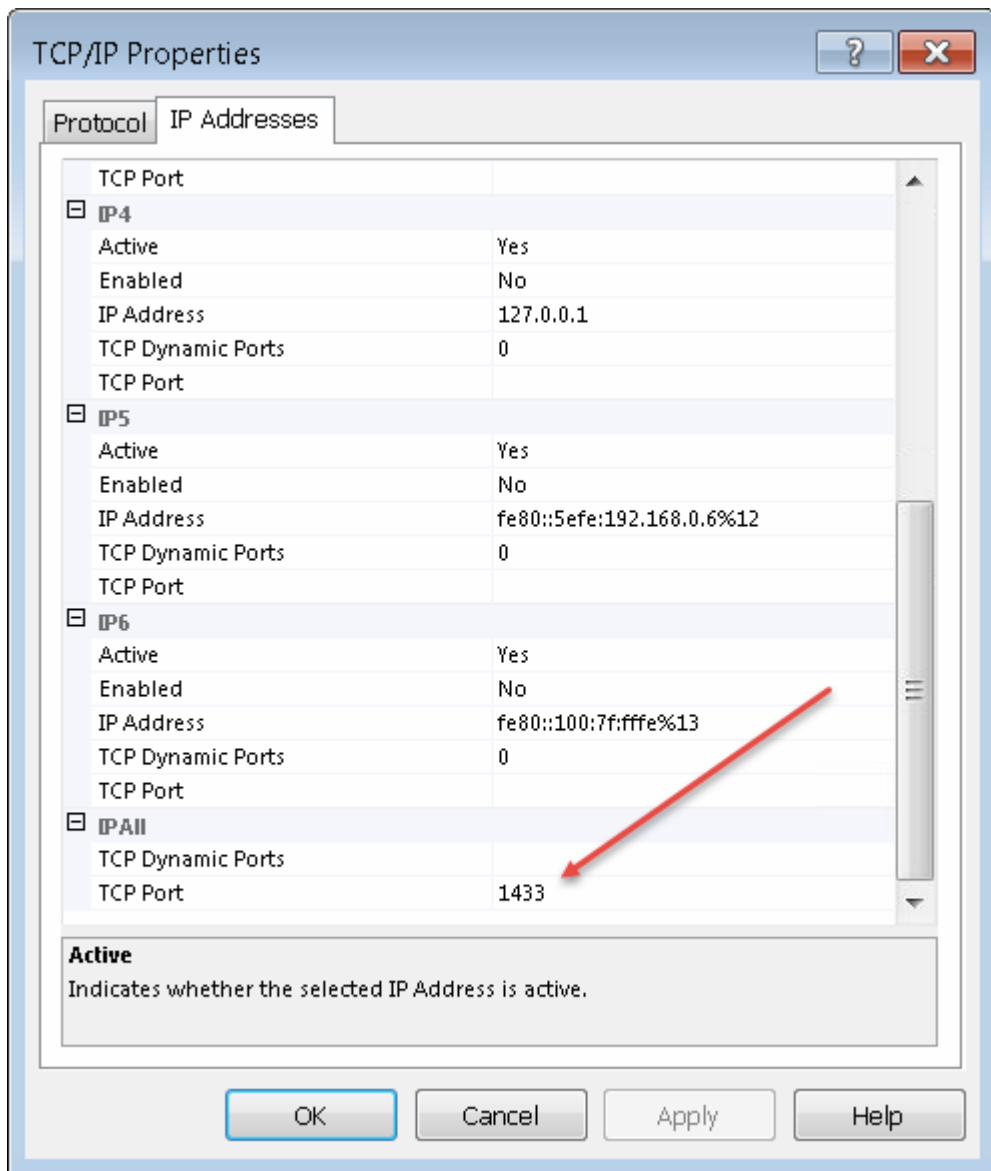 TCP/IP Properties
Protocol IP Addresses
TCP Port
IP4
Active Yes
Enabled No
IP Address 127.0.0.1
TCP Dynamic Ports 0
TCP Port
IP5
Active Yes
Enabled No
IP Address fe80::5efe:192.168.0.6%12
TCP Dynamic Ports 0
TCP Port
IP6
Active Yes
Enabled No
IP Address fe80::100:7f:fffe%13
TCP Dynamic Ports 0
TCP Port
IPAll
TCP Dynamic Ports
TCP Port 1433
Active
Indicates whether the selected IP Address is active.
OK Cancel Apply Help